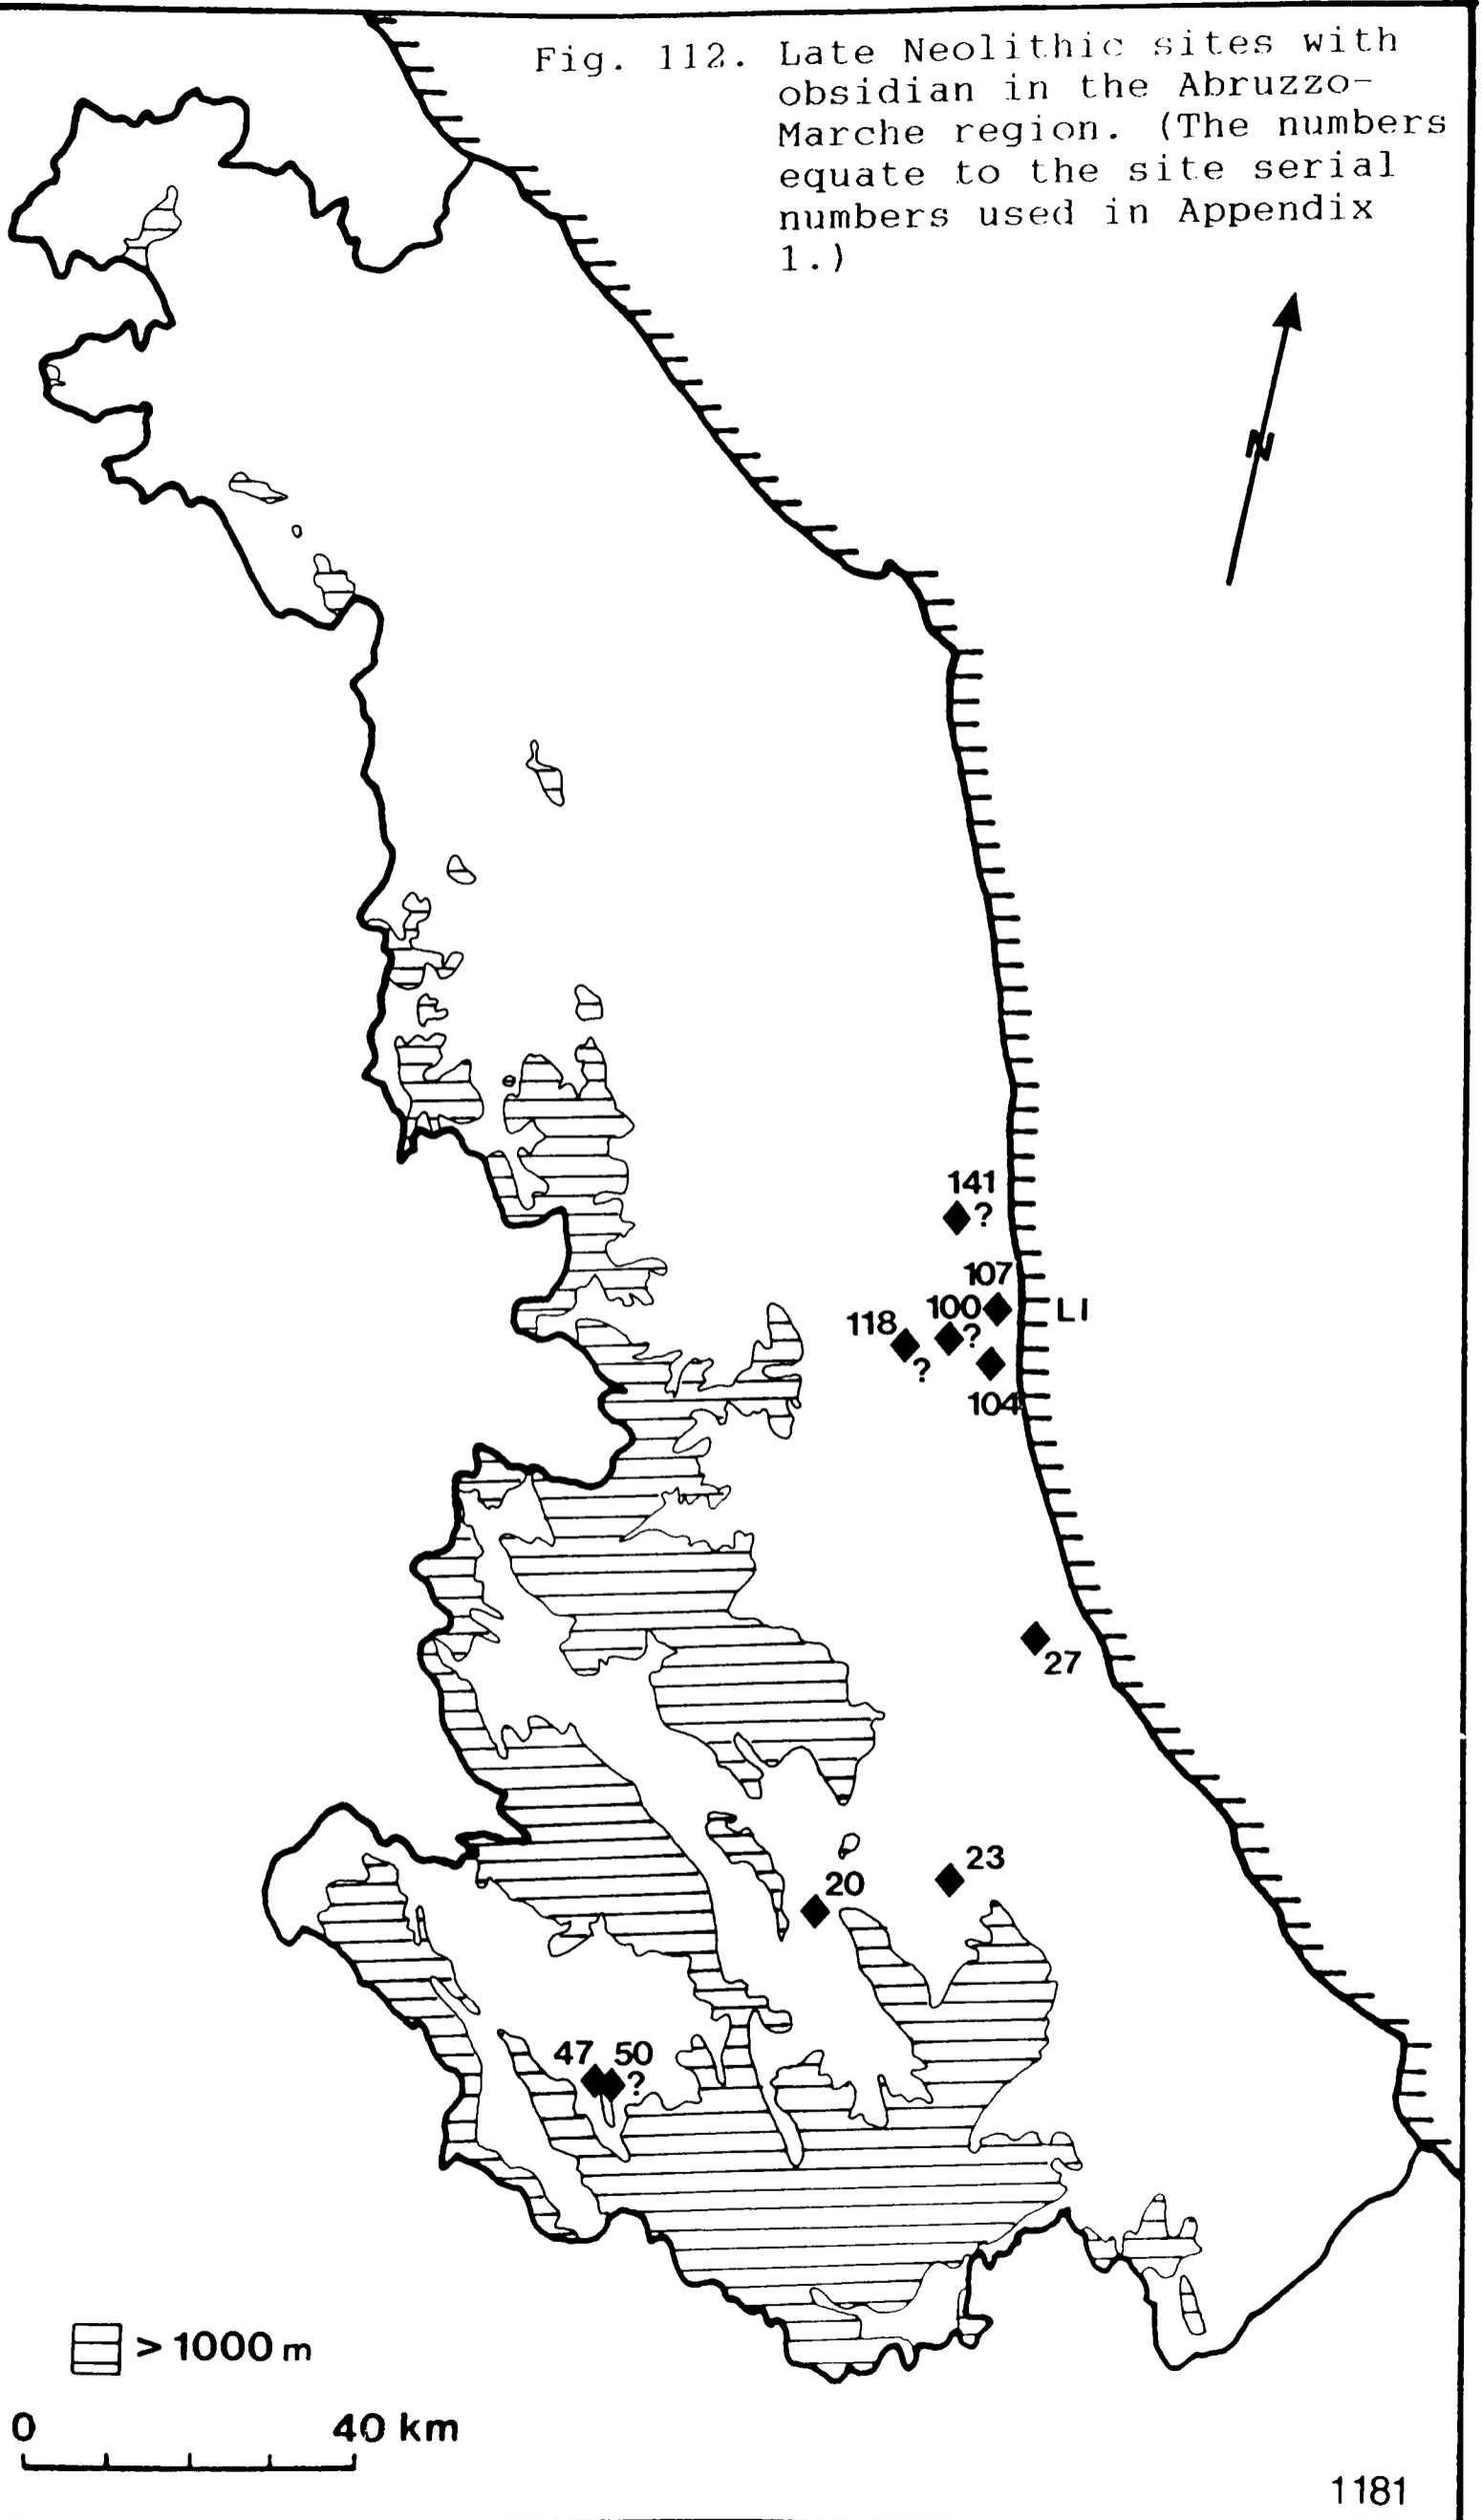 Fig. 112. Late Neolithic sites with
obsidian in the Abruzzo-
Marche region. (The numbers
equate to the site serial
numbers used in Appendix
1.)
N
141
?
107
100 LI
118 ?
?
104
27
23
20
47 50
?
> 1000 m
0 40 km
1181